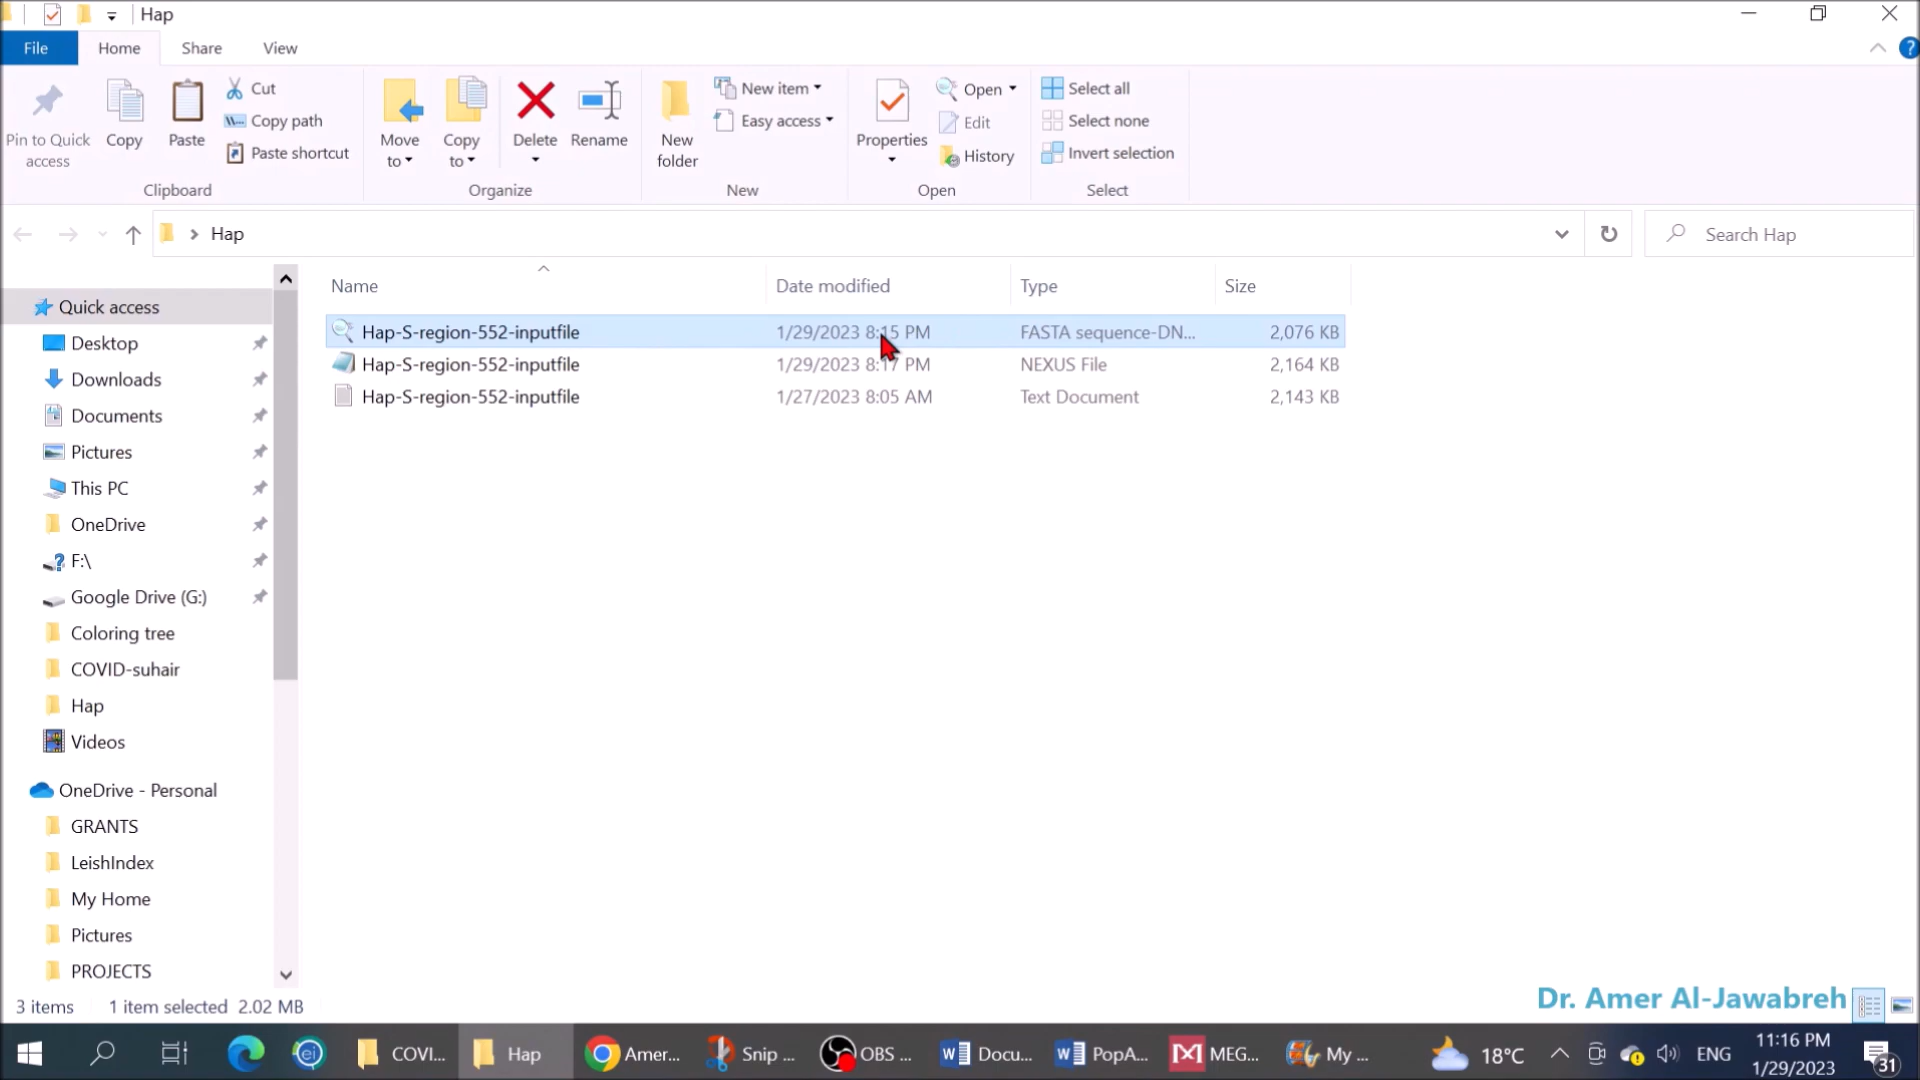 Hap
File Home Share View
Pin to Quick access
Copy
Paste
Cut
Copy path
Paste shortcut
Clipboard
Move to
Copy to
Delete
Rename
Organize
New folder
New item
Easy access
New
Properties
Open
Edit
History
Open
Select all
Select none
Invert selection
Select
Hap
Search Hap
Name Date modified Type Size
Hap-S-region-552-inputfile 1/29/2023 8:15 PM FASTA sequence-DN... 2,076 KB
Hap-S-region-552-inputfile 1/29/2023 8:17 PM NEXUS File 2,164 KB
Hap-S-region-552-inputfile 1/27/2023 8:05 AM Text Document 2,143 KB
Quick access
Desktop
Downloads
Documents
Pictures
This PC
OneDrive
F:\
Google Drive (G:)
Coloring tree
COVID-suhair
Hap
Videos
OneDrive - Personal
GRANTS
LeishIndex
My Home
Pictures
PROJECTS
3 items 1 item selected 2.02 MB
Dr. Amer Al-Jawabreh
COVI... Hap Amer... Snip ... OBS ... Docu... PopA... MEG... My ... 18°C ENG
11:16 PM
1/29/2023
31